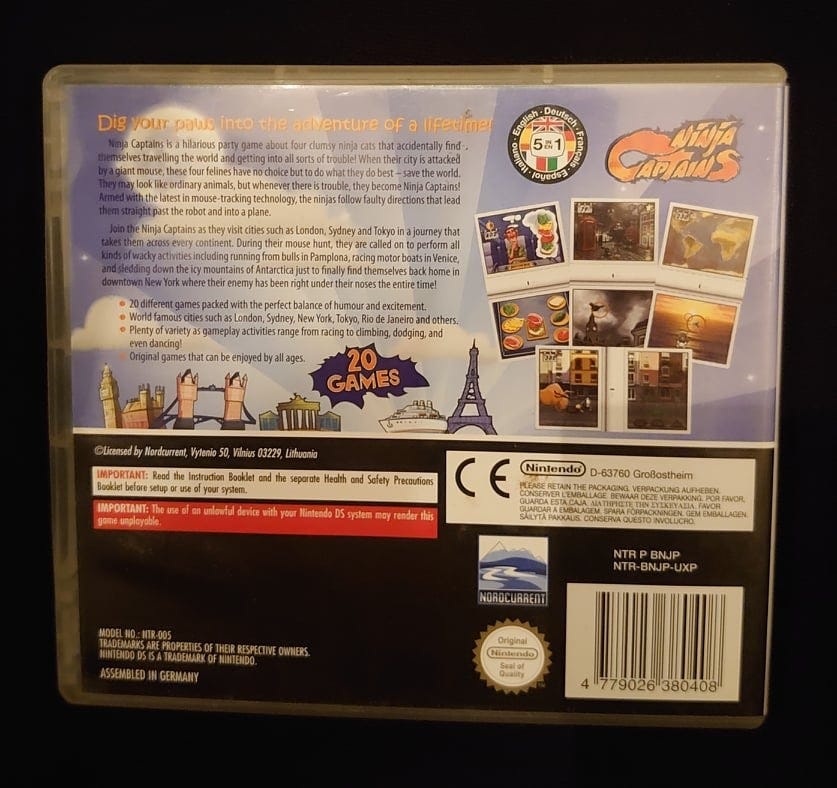 Dig your paws into the adventure of a lifetime!
Ninja Captains is a hilarious party game about four clumsy ninja cats that accidentally find
themselves travelling the world and getting into all sorts of trouble! When their city is attacked
by a giant mouse, these four felines have no choice but to do what they do best – save the world.
They may look like ordinary animals, but whenever there is trouble, they become Ninja Captains!
Armed with the latest in mouse-tracking technology, the ninjas follow faulty directions that lead
them straight past the robot and into a plane.
Join the Ninja Captains as they visit cities such as London, Sydney and Tokyo in a journey that
takes them across every continent. During their mouse hunt, they are called on to perform all
kinds of wacky activities including running from bulls in Pamplona, racing motor boats in Venice,
and sledding down the icy mountains of Antarctica just to finally find themselves back home in
downtown New York where their enemy has been right under their noses the entire time!
20 different games packed with the perfect balance of humour and excitement.
World famous cities such as London, Sydney, New York, Tokyo, Rio de Janeiro and others.
Plenty of variety as gameplay activities range from racing to climbing, dodging, and
even dancing!
Original games that can be enjoyed by all ages.
20
GAMES
English · Deutsch · Français · Español · Italiano
5 IN EN 1
NINJA
CAPTAINS
©Licensed by Nordcurrent, Vytenio 50, Vilnius 03229, Lithuania
IMPORTANT: Read the Instruction Booklet and the separate Health and Safety Precautions
Booklet before setup or use of your system.
IMPORTANT: The use of an unlawful device with your Nintendo DS system may render this
game unplayable.
CE Nintendo D-63760 Großostheim
PLEASE RETAIN THE PACKAGING. VERPACKUNG AUFHEBEN.
CONSERVER L'EMBALLAGE. BEWAAR DEZE VERPAKKING. POR FAVOR,
GUARDA ESTA CAJA. ΔΙΑΤΗΡΗΣΤΕ ΤΗΝ ΣΥΣΚΕΥΑΣΙΑ. FAVOR
GUARDAR A EMBALAGEM. SPARA FÖRPACKNINGEN. GEM EMBALLAGEN.
SÄILYTÄ PAKKAUS. CONSERVA QUESTO INVOLUCRO.
NORDCURRENT
NTR P BNJP
NTR-BNJP-UXP
MODEL NO.: NTR-005
TRADEMARKS ARE PROPERTIES OF THEIR RESPECTIVE OWNERS.
NINTENDO DS IS A TRADEMARK OF NINTENDO.
ASSEMBLED IN GERMANY
Original
Nintendo
Seal of
Quality
4 779026 380408